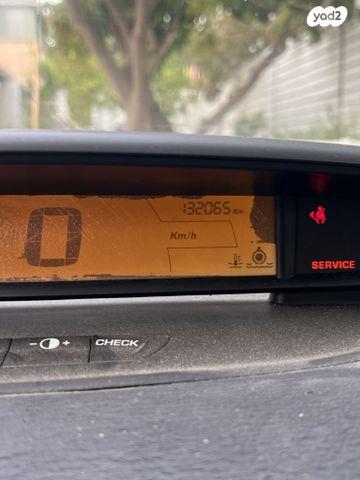 yad2
132065 Km
0
Km/h
SERVICE
- +
CHECK